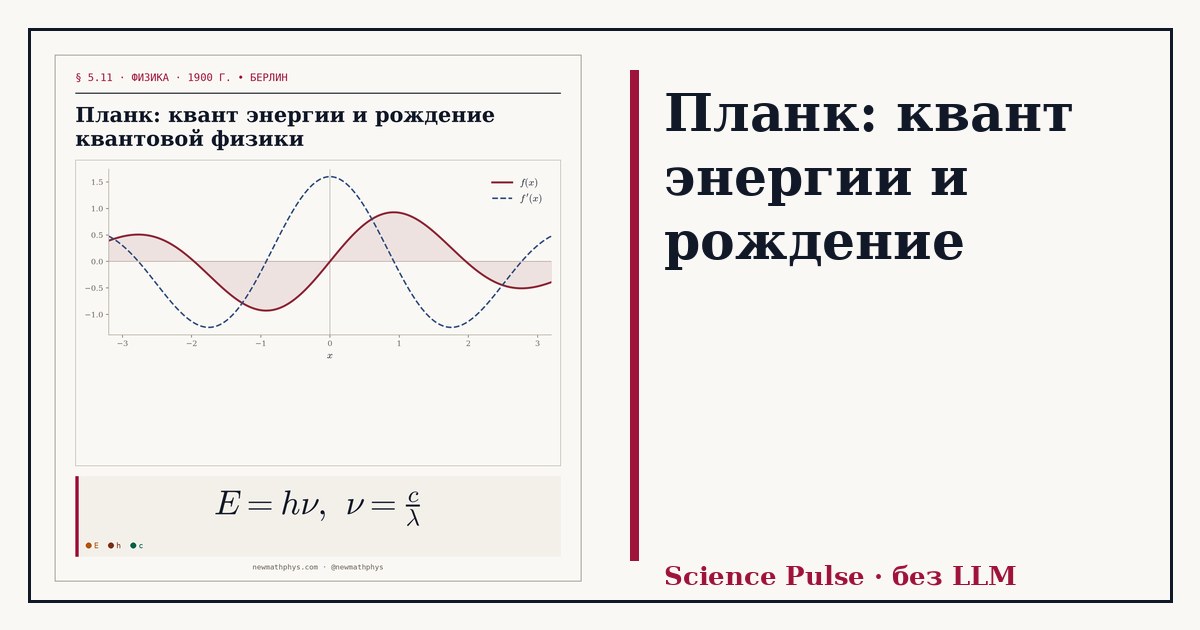 § 5.11 · ФИЗИКА · 1900 Г. • БЕРЛИН
Планк: квант энергии и рождение
квантовой физики
f(x)
f′(x)
1.5
1.0
0.5
0.0
−0.5
−1.0
−3 −2 −1 0 1 2 3
x
E = hν, ν = c/λ
E h c
newmathphys.com · @newmathphys
Планк: квант
энергии и
рождение
Science Pulse · без LLM